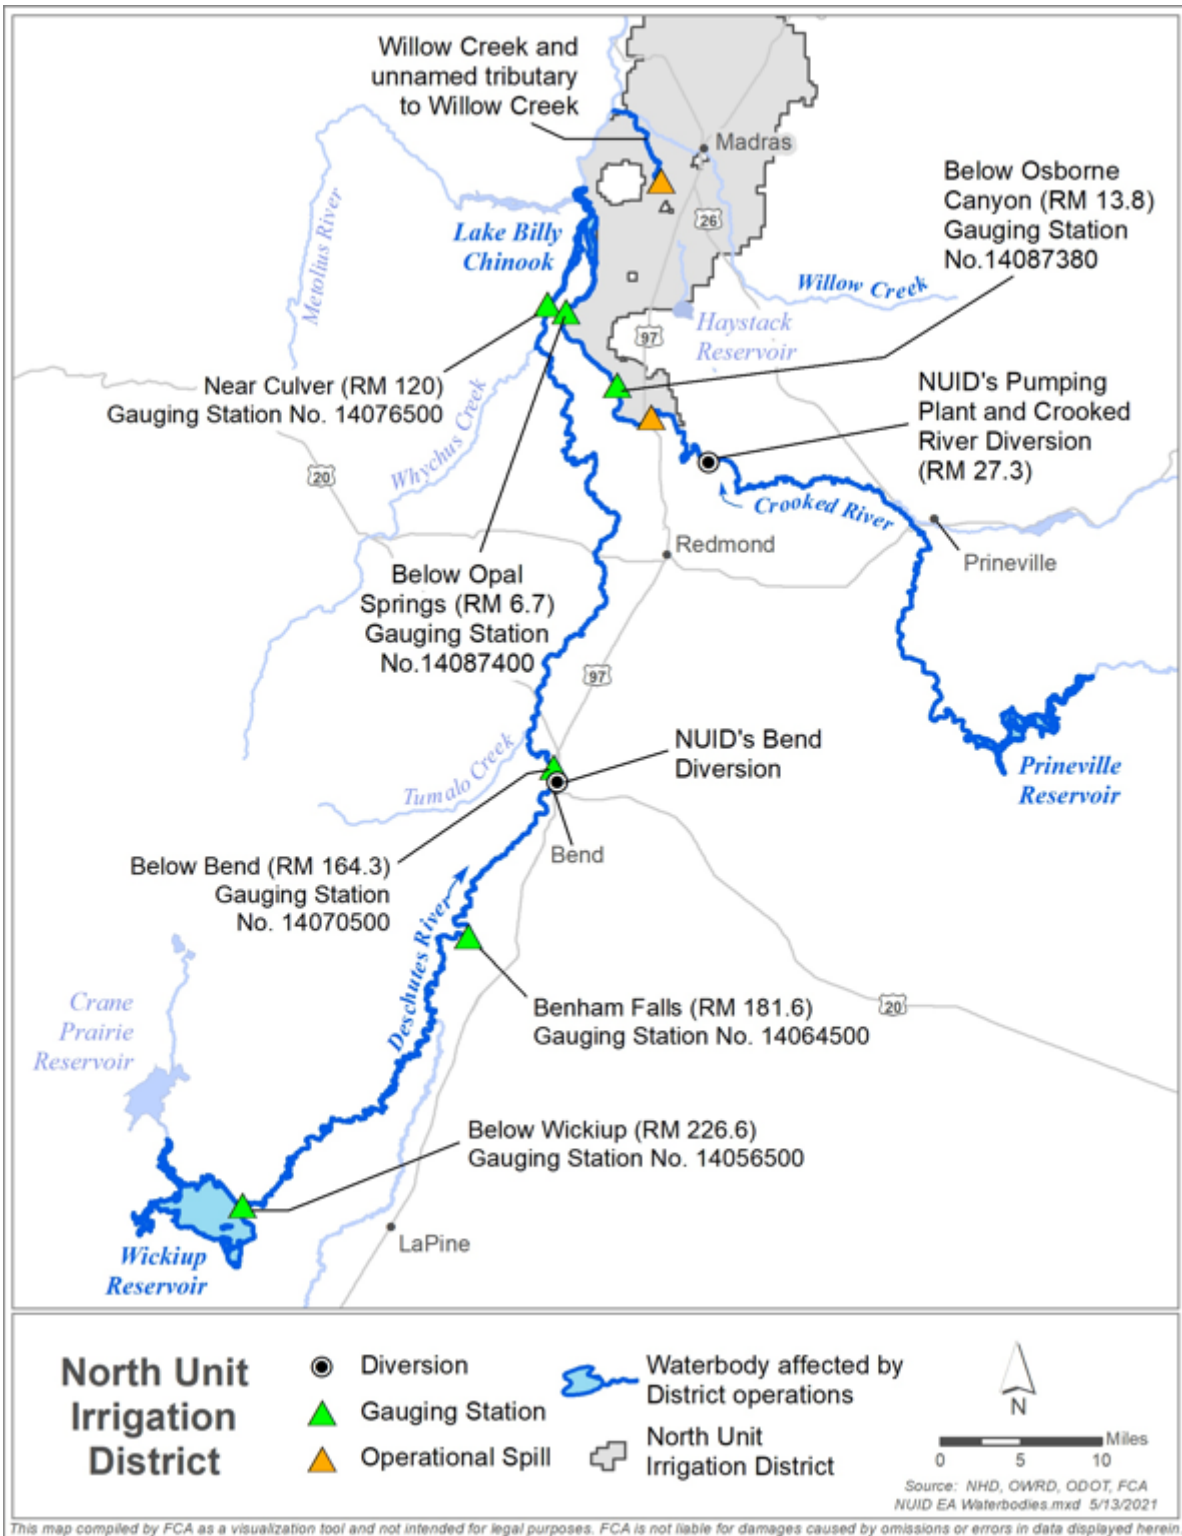 Willow Creek and
unnamed tributary
to Willow Creek
Madras
Below Osborne
Canyon (RM 13.8)
Gauging Station
No.14087380
26
Metolius River
Lake Billy
Chinook
Willow Creek
Haystack
Reservoir
97
Near Culver (RM 120)
Gauging Station No. 14076500
NUID's Pumping
Plant and Crooked
River Diversion
(RM 27.3)
Whychus Creek
20
Crooked River
Redmond
Prineville
Below Opal
Springs (RM 6.7)
Gauging Station
No.14087400
97
NUID's Bend
Diversion
Tumalo Creek
Prineville
Reservoir
Bend
Below Bend (RM 164.3)
Gauging Station
No. 14070500
Deschutes River
Crane
Prairie
Reservoir
Benham Falls (RM 181.6)
Gauging Station No. 14064500
20
Below Wickiup (RM 226.6)
Gauging Station No. 14056500
LaPine
Wickiup
Reservoir
North Unit
Irrigation
District
Diversion
Gauging Station
Operational Spill
Waterbody affected by
District operations
North Unit
Irrigation District
N
Miles
0 5 10
Source: NHD, OWRD, ODOT, FCA
NUID EA Waterbodies.mxd 5/13/2021
This map compiled by FCA as a visualization tool and not intended for legal purposes. FCA is not liable for damages caused by omissions or errors in data displayed herein